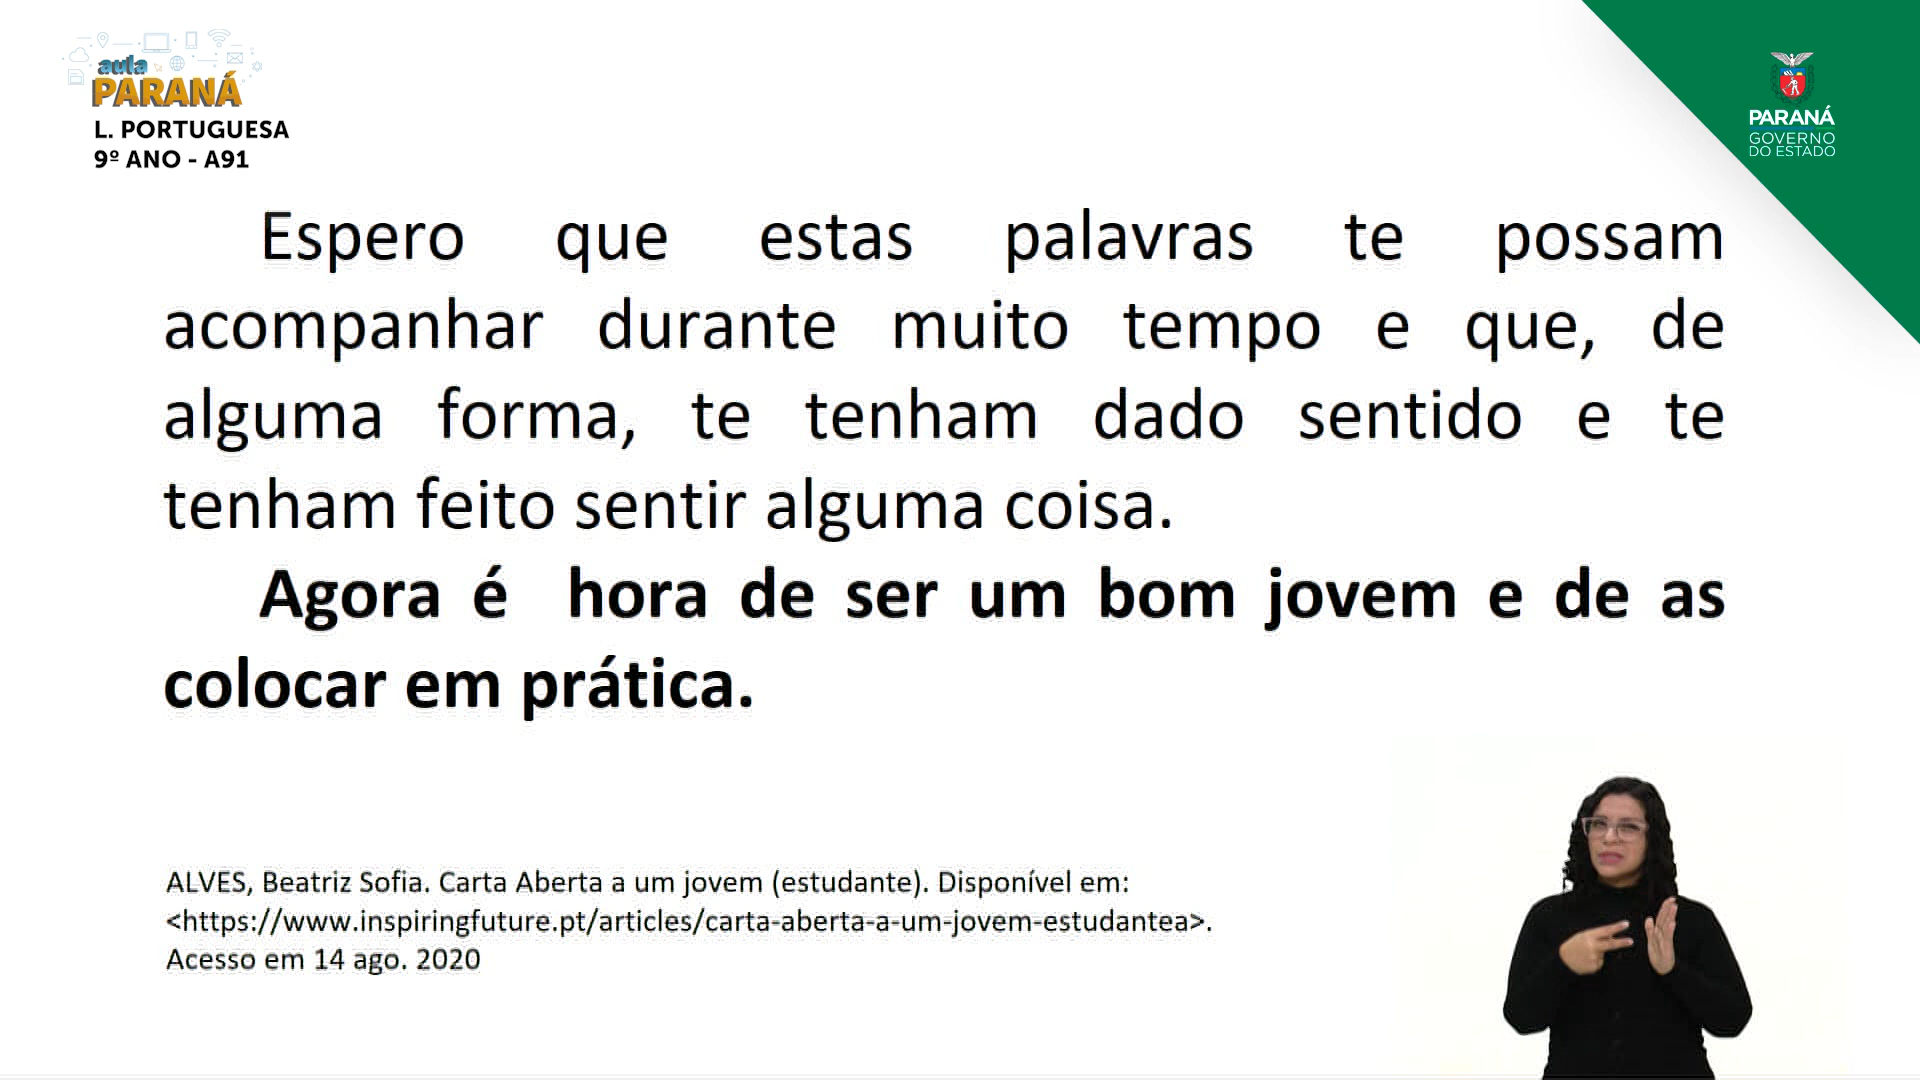 aula
PARANÁ
L. PORTUGUESA
9º ANO - A91
PARANÁ
GOVERNO
DO ESTADO
Espero que estas palavras te possam
acompanhar durante muito tempo e que, de
alguma forma, te tenham dado sentido e te
tenham feito sentir alguma coisa.
Agora é hora de ser um bom jovem e de as
colocar em prática.
ALVES, Beatriz Sofia. Carta Aberta a um jovem (estudante). Disponível em:
<https://www.inspiringfuture.pt/articles/carta-aberta-a-um-jovem-estudantea>.
Acesso em 14 ago. 2020